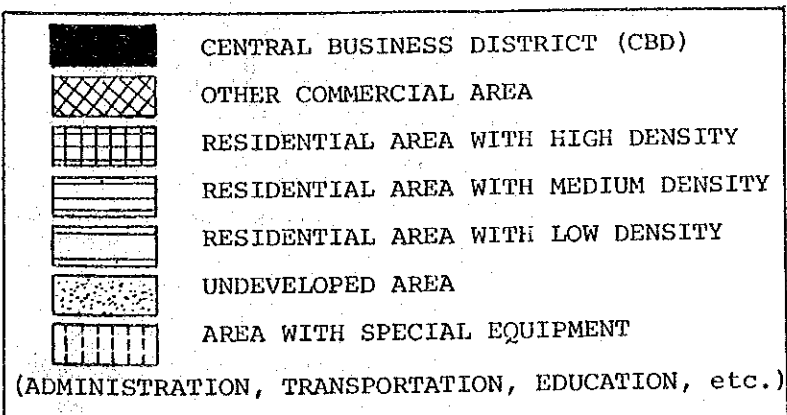 CENTRAL BUSINESS DISTRICT (CBD)
OTHER COMMERCIAL AREA
RESIDENTIAL AREA WITH HIGH DENSITY
RESIDENTIAL AREA WITH MEDIUM DENSITY
RESIDENTIAL AREA WITH LOW DENSITY
UNDEVELOPED AREA
AREA WITH SPECIAL EQUIPMENT
(ADMINISTRATION, TRANSPORTATION, EDUCATION, etc.)